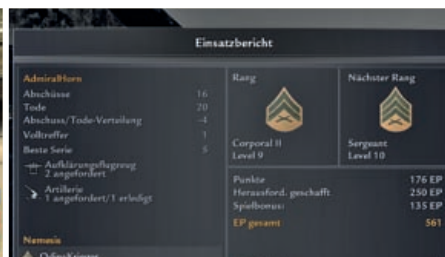 Einsatzbericht
AdmiralHorn
Abschüsse 16
Tode 20
Abschuss/Tode-Verteilung -4
Volltreffer 1
Beste Serie 5
Aufklärungsflugzeug
2 angefordert
Artillerie
1 angefordert/1 erledigt
Nemesis
Rang
Corporal II
Level 9
Nächster Rang
Sergeant
Level 10
Punkte 176 EP
Herausford. geschafft 250 EP
Spielbonus: 135 EP
EP gesamt 561